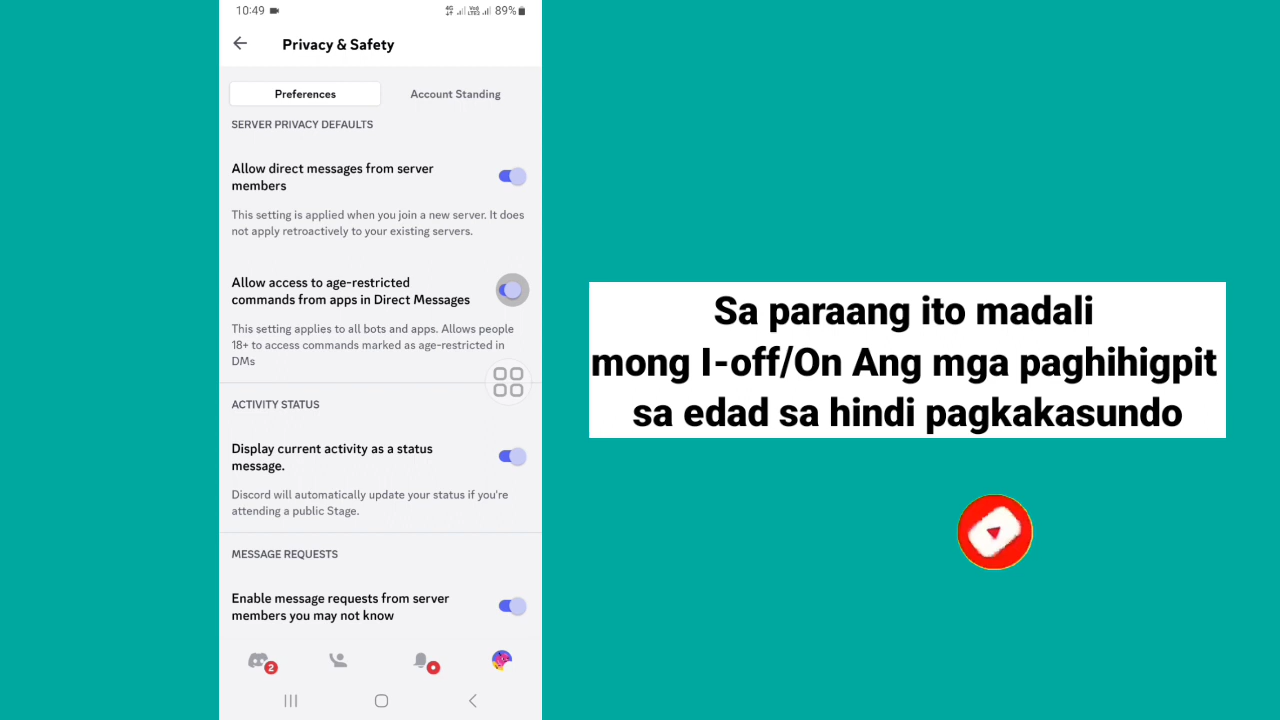 10:49
4G VoB LTE2 89%
Privacy & Safety
Preferences Account Standing
SERVER PRIVACY DEFAULTS
Allow direct messages from server
members
This setting is applied when you join a new server. It does
not apply retroactively to your existing servers.
Allow access to age-restricted
commands from apps in Direct Messages
This setting applies to all bots and apps. Allows people
18+ to access commands marked as age-restricted in
DMs
ACTIVITY STATUS
Display current activity as a status
message.
Discord will automatically update your status if you're
attending a public Stage.
MESSAGE REQUESTS
Enable message requests from server
members you may not know
2
Sa paraang ito madali
mong I-off/On Ang mga paghihigpit
sa edad sa hindi pagkakasundo